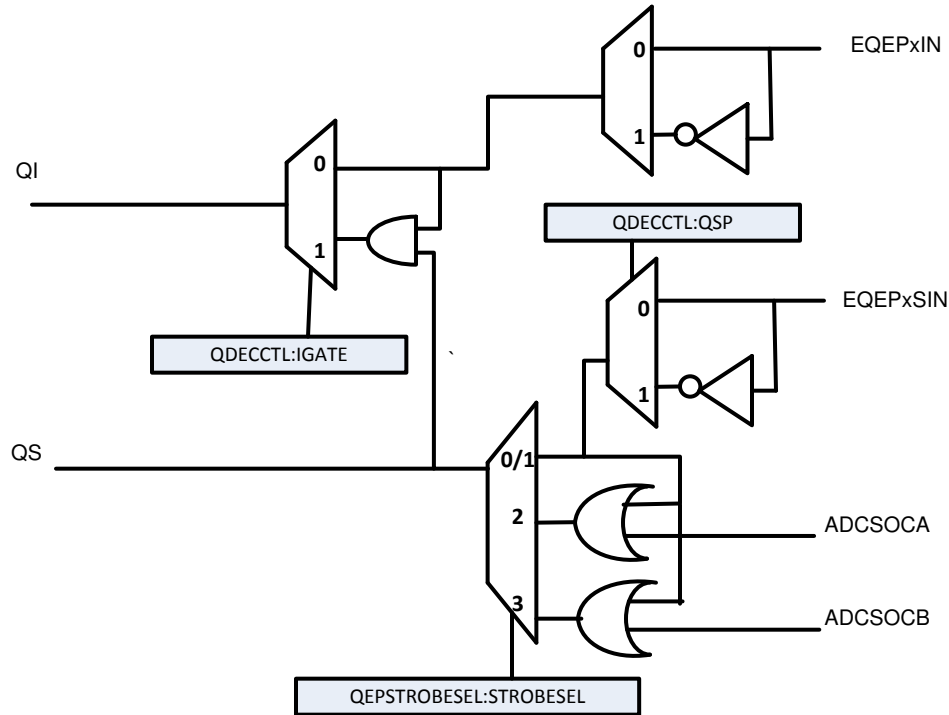 EQEPxIN
0
1
QI
0
1
QDECCTL:QSP
EQEPxSIN
0
1
QDECCTL:IGATE
`
QS
0/1
2
ADCSOCA
3
ADCSOCB
QEPSTROBESEL:STROBESEL